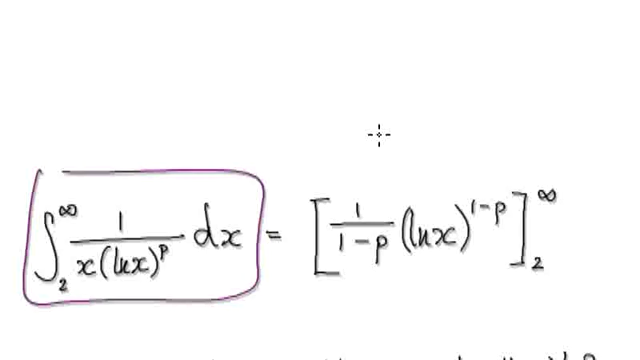 ∫₂^∞ 1/(x(ln x)^p) dx = [1/(1-p) (ln x)^(1-p)]₂^∞